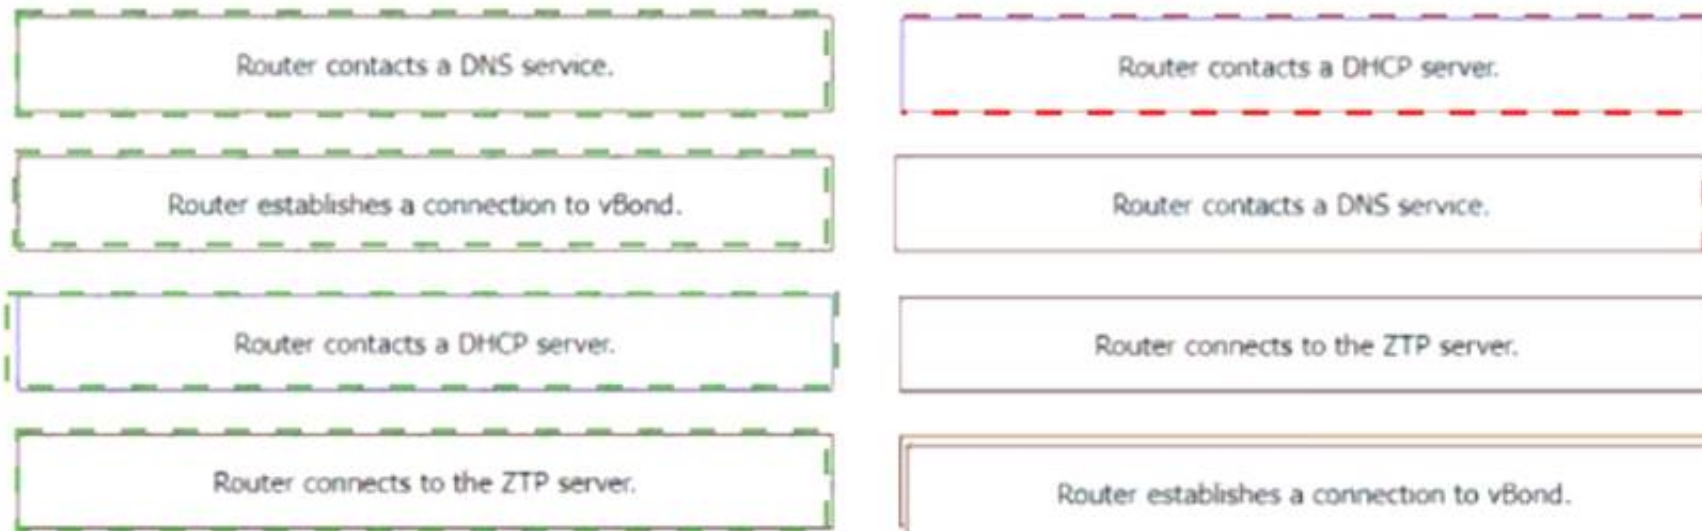 Router contacts a DNS service.
Router establishes a connection to vBond.
Router contacts a DHCP server.
Router connects to the ZTP server.
Router contacts a DHCP server.
Router contacts a DNS service.
Router connects to the ZTP server.
Router establishes a connection to vBond.